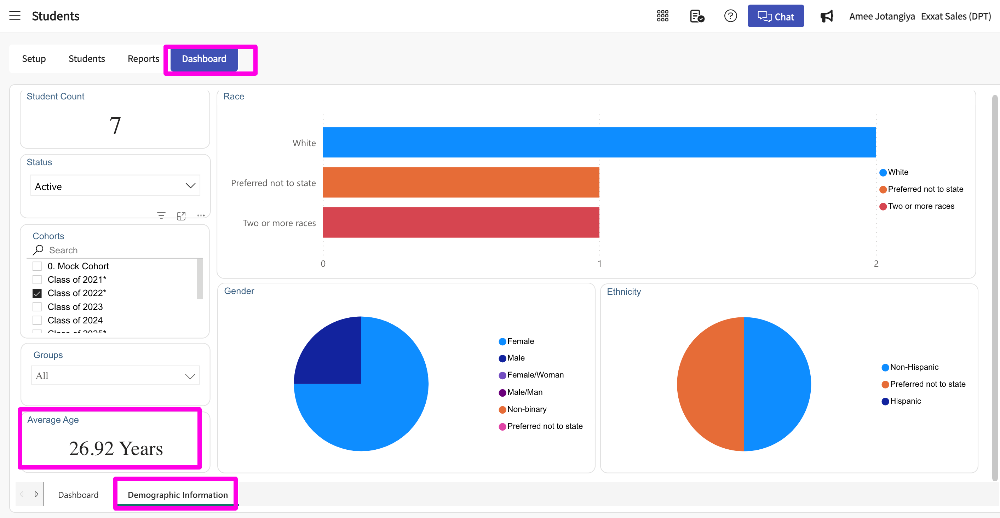 Students
Chat
Amee Jotangiya Exxat Sales (DPT)
Setup Students Reports Dashboard
Student Count
7
Status
Active
Cohorts
Search
0. Mock Cohort
Class of 2021*
Class of 2022*
Class of 2023
Class of 2024
Class of 2025*
Groups
All
Average Age
26.92 Years
Race
White
Preferred not to state
Two or more races
0 1 2
White
Preferred not to state
Two or more races
Gender
Female
Male
Female/Woman
Male/Man
Non-binary
Preferred not to state
Ethnicity
Non-Hispanic
Preferred not to state
Hispanic
Dashboard Demographic Information